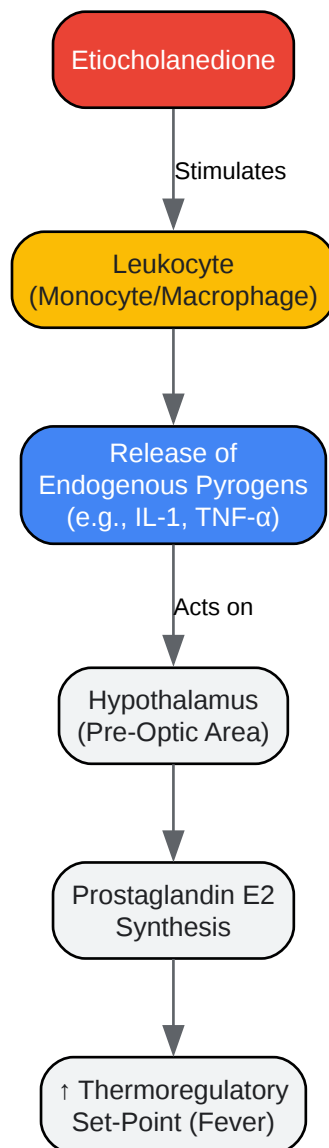 Etiocholanedione
Stimulates
Leukocyte
(Monocyte/Macrophage)
Release of
Endogenous Pyrogens
(e.g., IL-1, TNF-α)
Acts on
Hypothalamus
(Pre-Optic Area)
Prostaglandin E2
Synthesis
↑ Thermoregulatory
Set-Point (Fever)